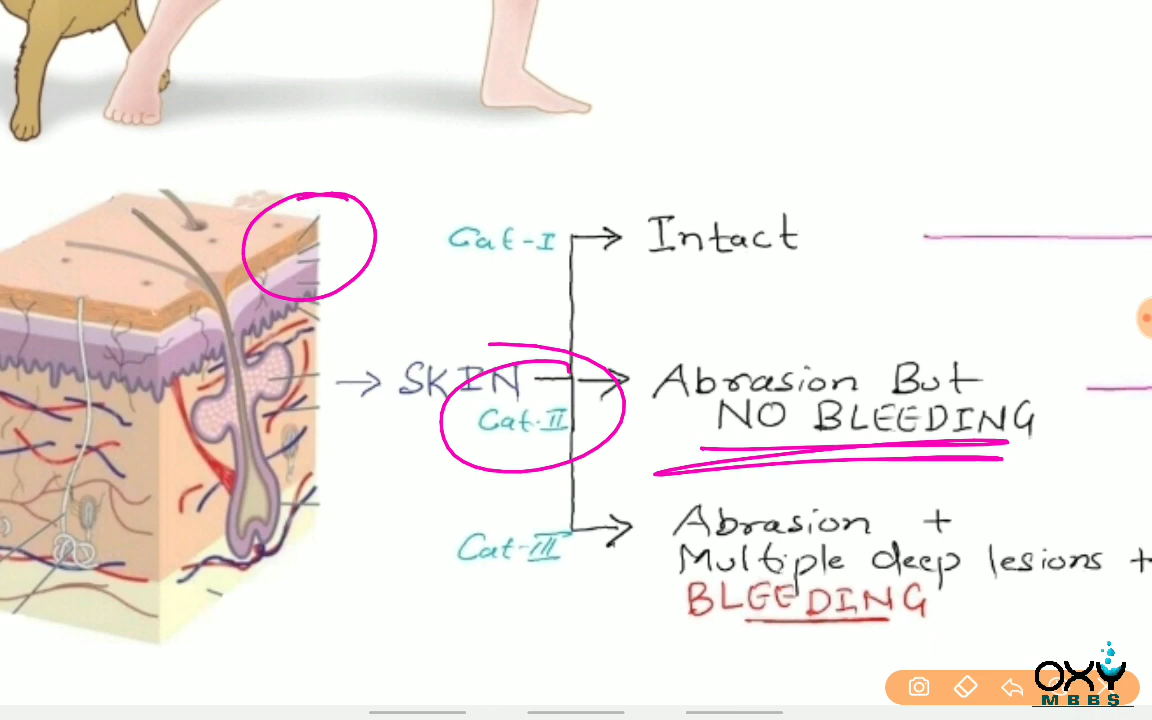 Cat-I
Intact
SKIN
Abrasion But
NO BLEEDING
Cat-II
Abrasion +
Cat-III
Multiple deep lesions +
BLEEDING
OXY
MBBS